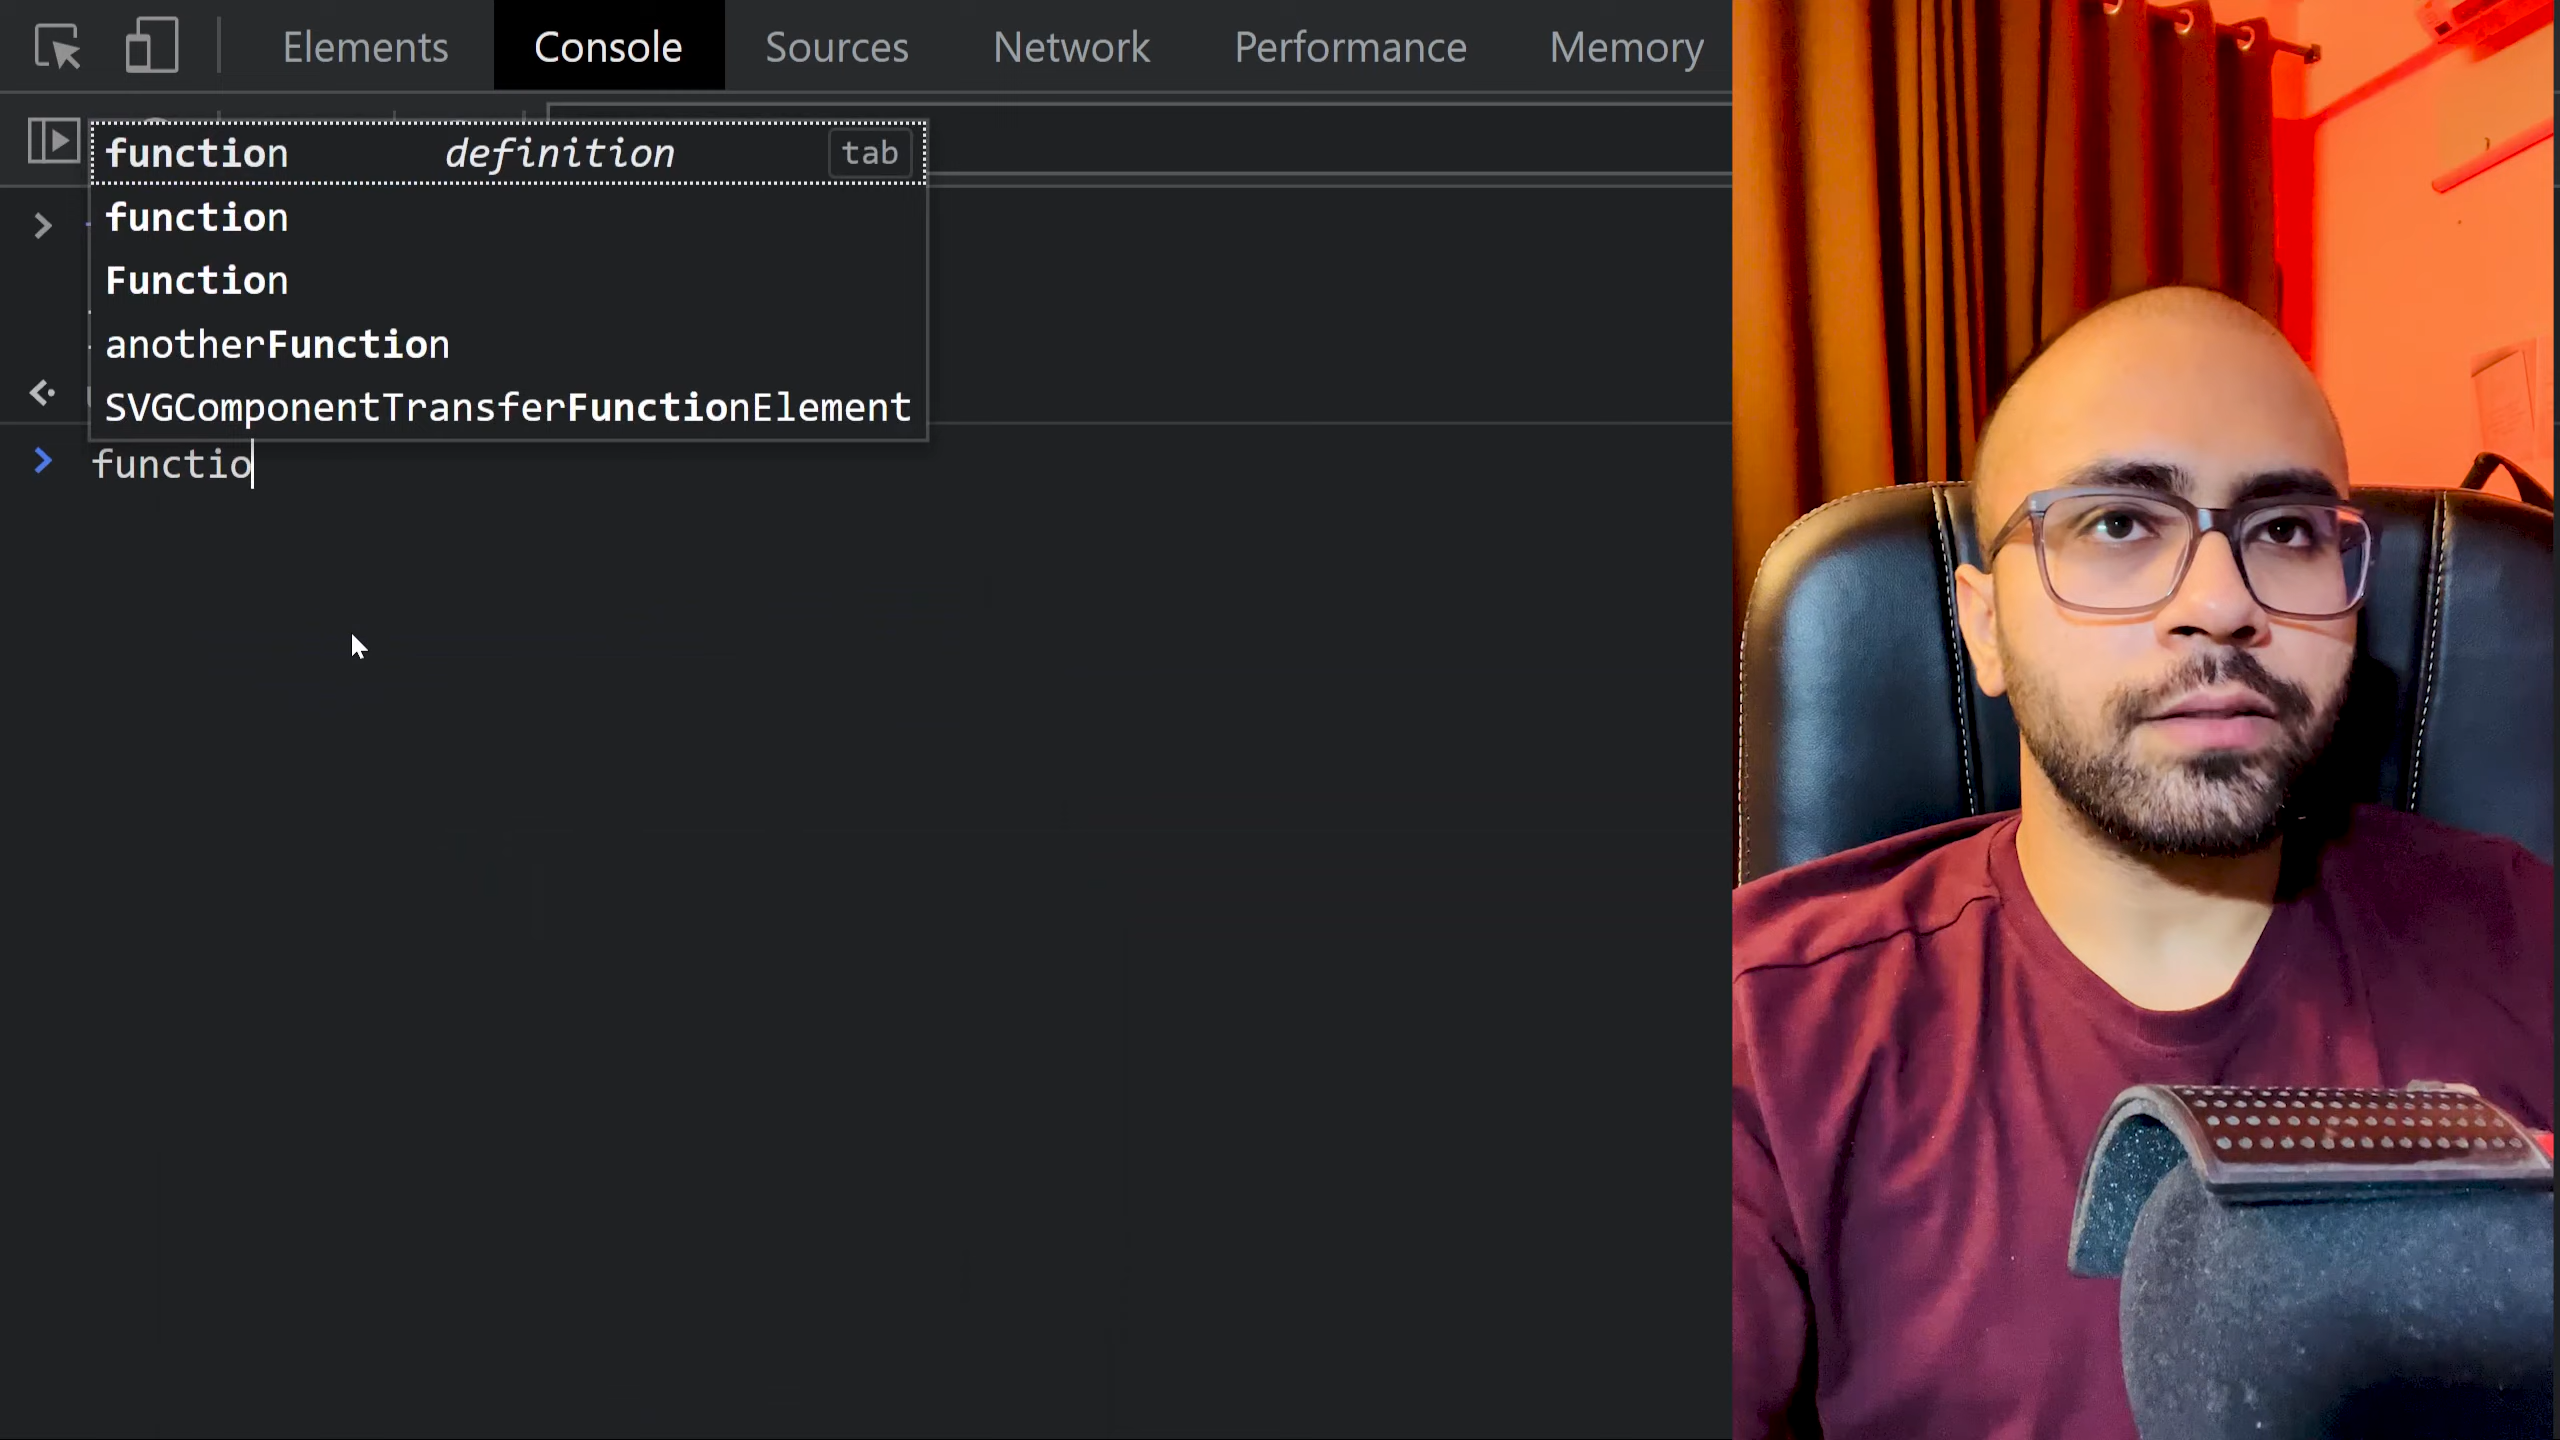 Elements Console Sources Network Performance Memory
function definition tab
function
Function
anotherFunction
SVGComponentTransferFunctionElement
functio